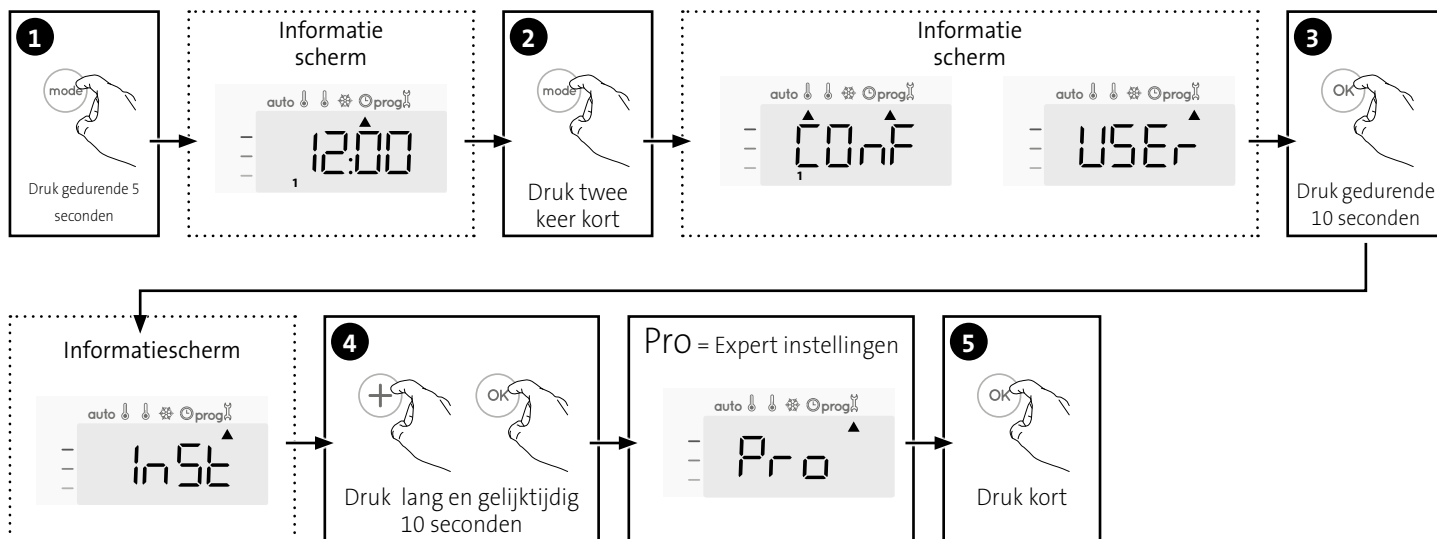 1
mode
Druk gedurende 5
seconden
Informatie
scherm
auto prog
12:00
1
2
mode
Druk twee
keer kort
Informatie
scherm
auto prog
COnF
1
auto prog
USEr
3
OK
Druk gedurende
10 seconden
Informatiescherm
auto prog
InSt
4
+ OK
Druk lang en gelijktijdig
10 seconden
Pro = Expert instellingen
auto prog
Pro
5
OK
Druk kort